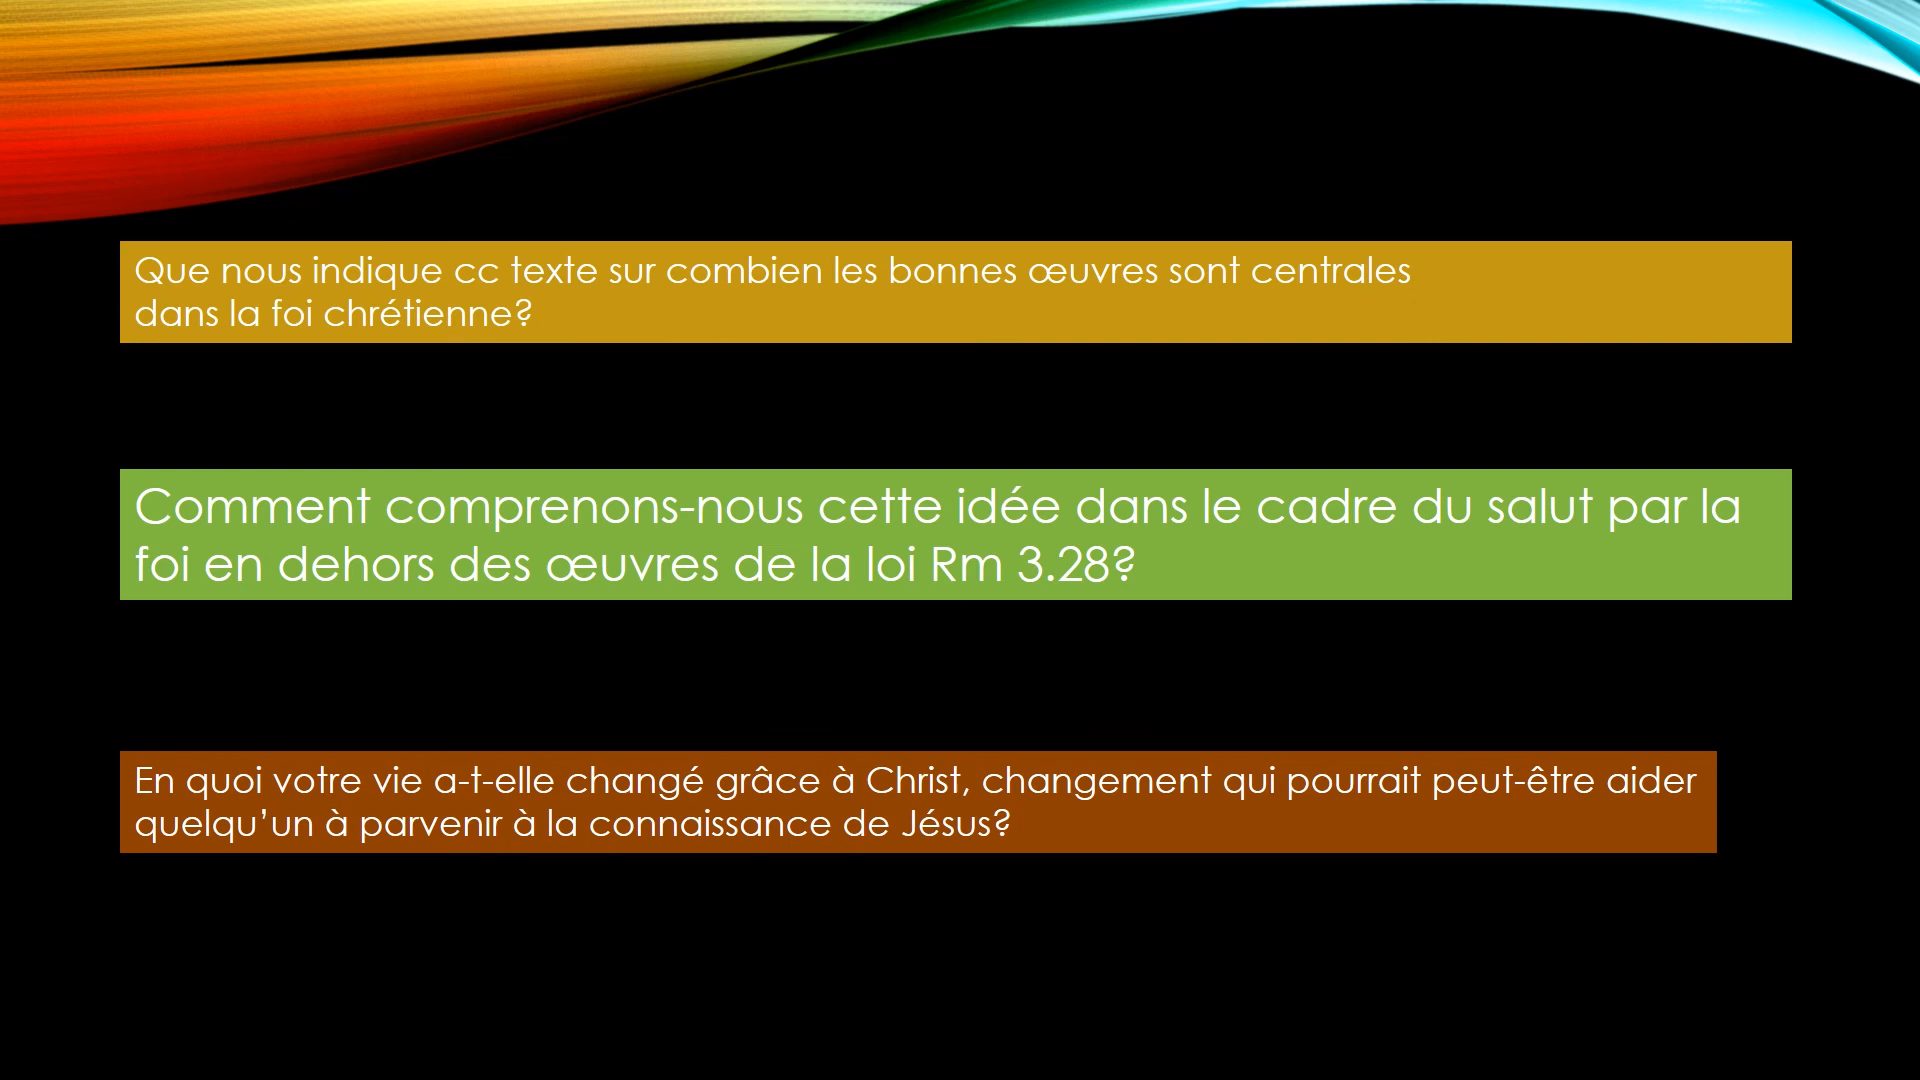 Que nous indique cc texte sur combien les bonnes œuvres sont centrales
dans la foi chrétienne?
Comment comprenons-nous cette idée dans le cadre du salut par la
foi en dehors des œuvres de la loi Rm 3.28?
En quoi votre vie a-t-elle changé grâce à Christ, changement qui pourrait peut-être aider
quelqu’un à parvenir à la connaissance de Jésus?